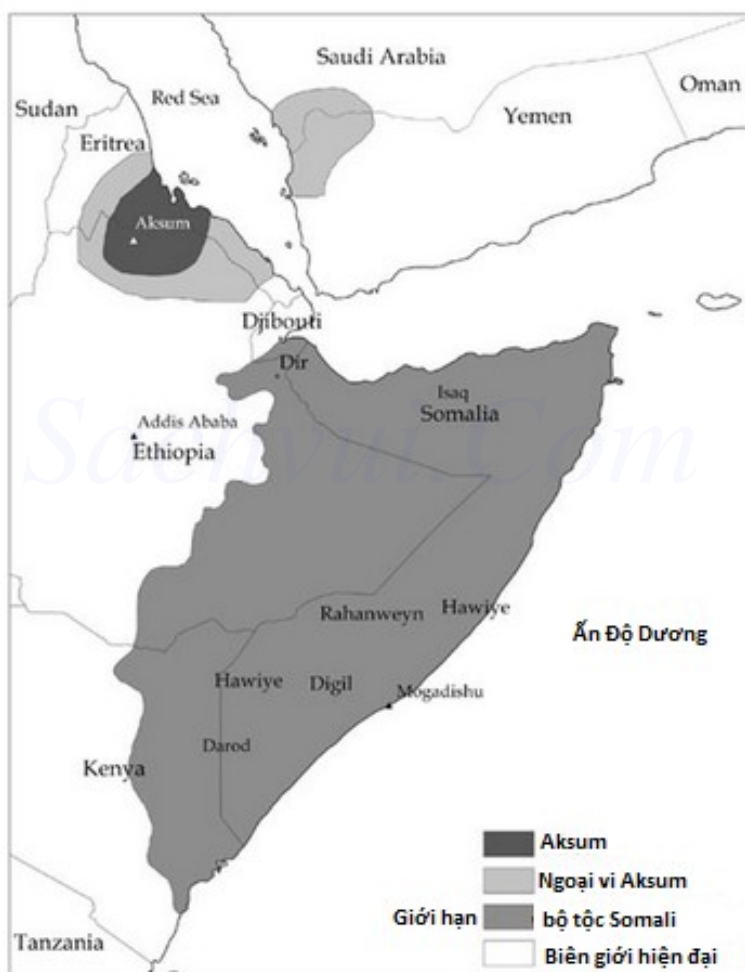 Saudi Arabia
Oman
Sudan
Red Sea
Yemen
Eritrea
Aksum
Djibouti
Dir
Isaq
Somalia
Addis Ababa
Ethiopia
Sachvui.Com
Rahanweyn
Hawiye
Ấn Độ Dương
Hawiye
Digil
Mogadishu
Darod
Kenya
Aksum
Ngoại vi Aksum
Giới hạn bộ tộc Somali
Tanzania
Biên giới hiện đại